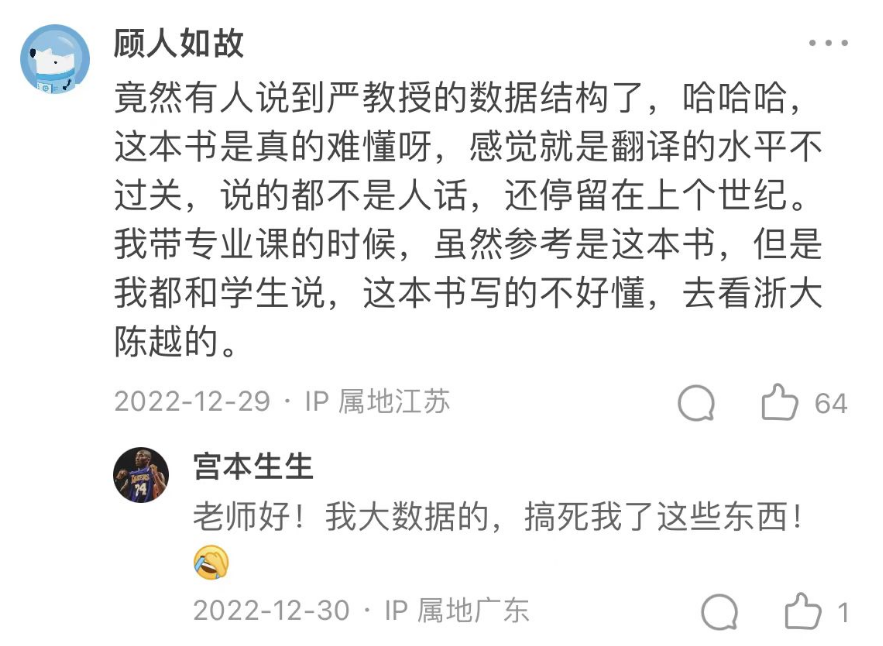 顾人如故
竟然有人说到严教授的数据结构了，哈哈哈，
这本书是真的难懂呀，感觉就是翻译的水平不
过关，说的都不是人话，还停留在上个世纪。
我带专业课的时候，虽然参考是这本书，但是
我都和学生说，这本书写的不好懂，去看浙大
陈越的。
2022-12-29 · IP 属地江苏
64
宫本生生
老师好！我大数据的，搞死我了这些东西！
🤣
2022-12-30 · IP 属地广东
1